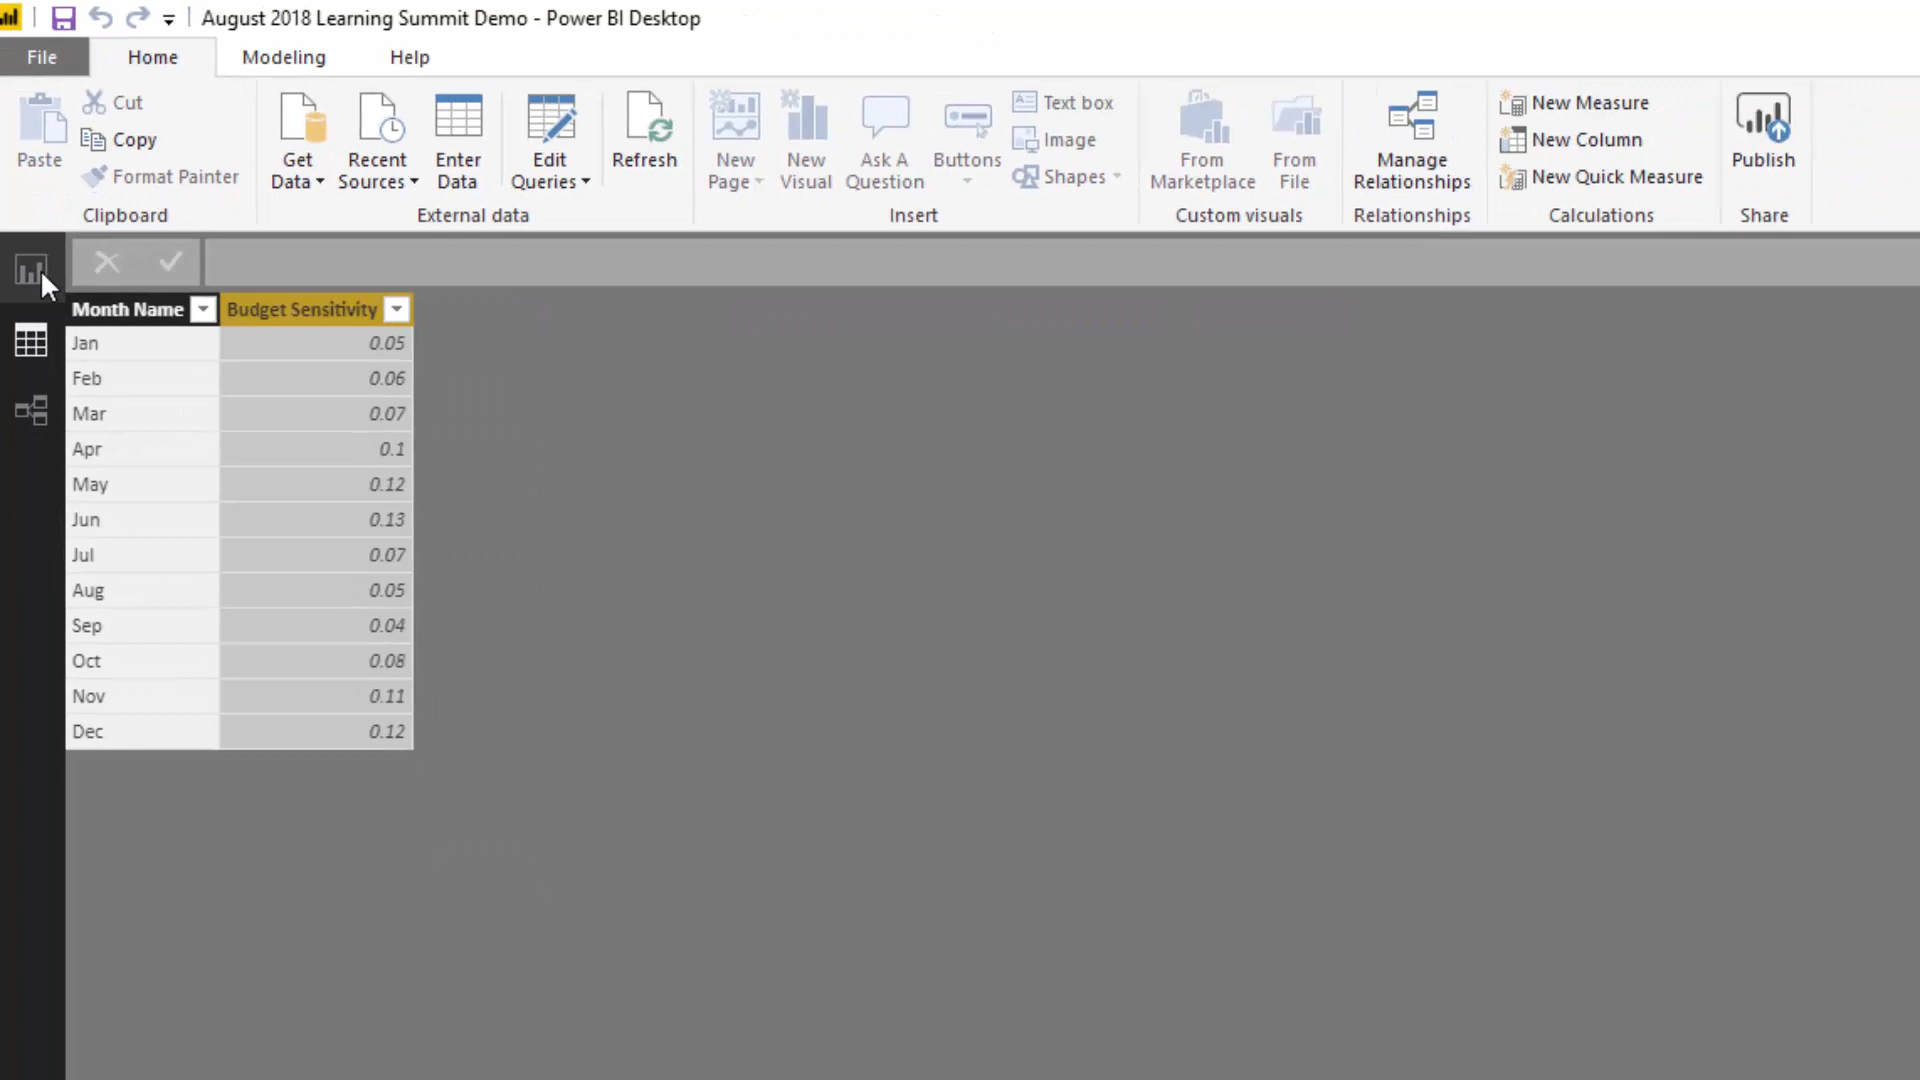 August 2018 Learning Summit Demo - Power BI Desktop
File Home Modeling Help
Paste
Cut
Copy
Format Painter
Clipboard
Get Data
Recent Sources
Enter Data
Edit Queries
Refresh
External data
New Page
New Visual
Ask A Question
Buttons
Text box
Image
Shapes
Insert
From Marketplace
From File
Custom visuals
Manage Relationships
Relationships
New Measure
New Column
New Quick Measure
Calculations
Publish
Share
Month Name Budget Sensitivity
Jan 0.05
Feb 0.06
Mar 0.07
Apr 0.1
May 0.12
Jun 0.13
Jul 0.07
Aug 0.05
Sep 0.04
Oct 0.08
Nov 0.11
Dec 0.12